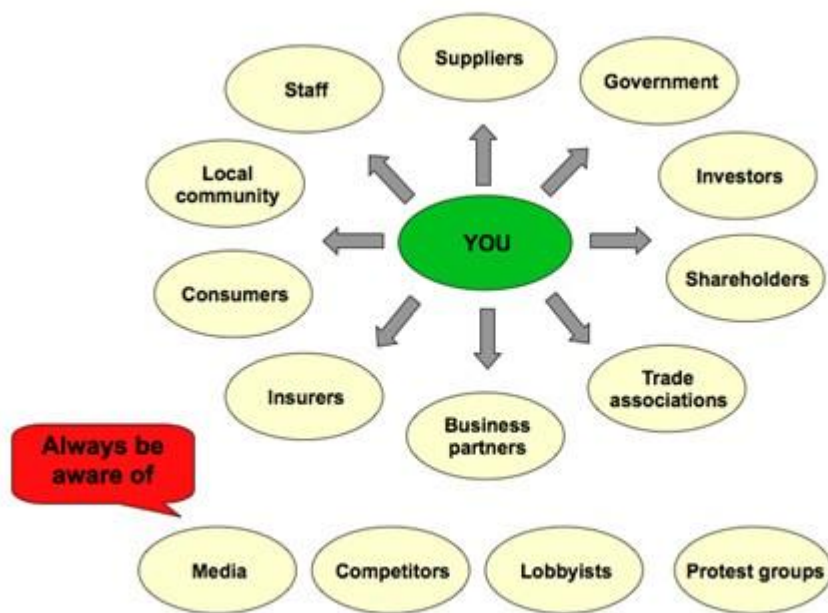 Suppliers
Staff
Government
Local
community
Investors
YOU
Consumers
Shareholders
Insurers
Trade
associations
Business
partners
Always be
aware of
Media
Competitors
Lobbyists
Protest groups